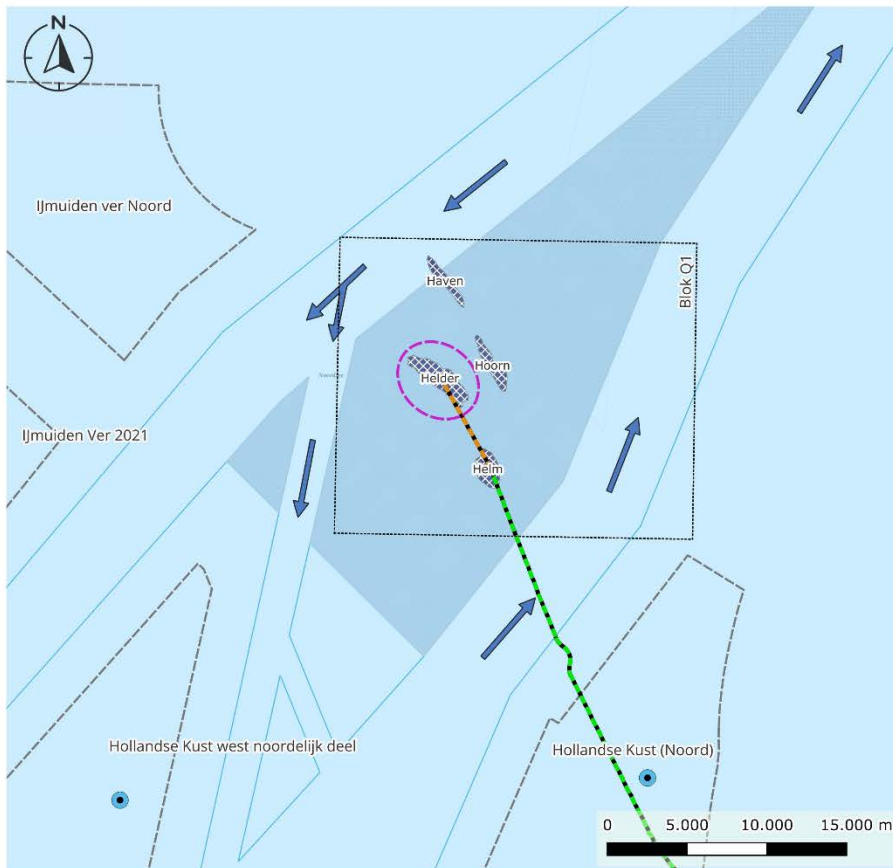 N
IJmuiden ver Noord
Blok Q1
Haven
Hoorn
Helder
IJmuiden Ver 2021
Helm
Hollandse Kust west noordelijk deel
Hollandse Kust (Noord)
0 5.000 10.000 15.000 m